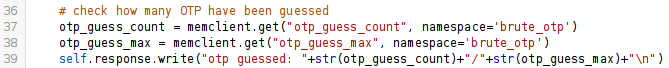 36 # check how many OTP have been guessed
37 otp_guess_count = memclient.get("otp_guess_count", namespace='brute_otp')
38 otp_guess_max = memclient.get("otp_guess_max", namespace='brute_otp')
39 self.response.write("otp guessed: "+str(otp_guess_count)+"/"+str(otp_guess_max)+"\n")